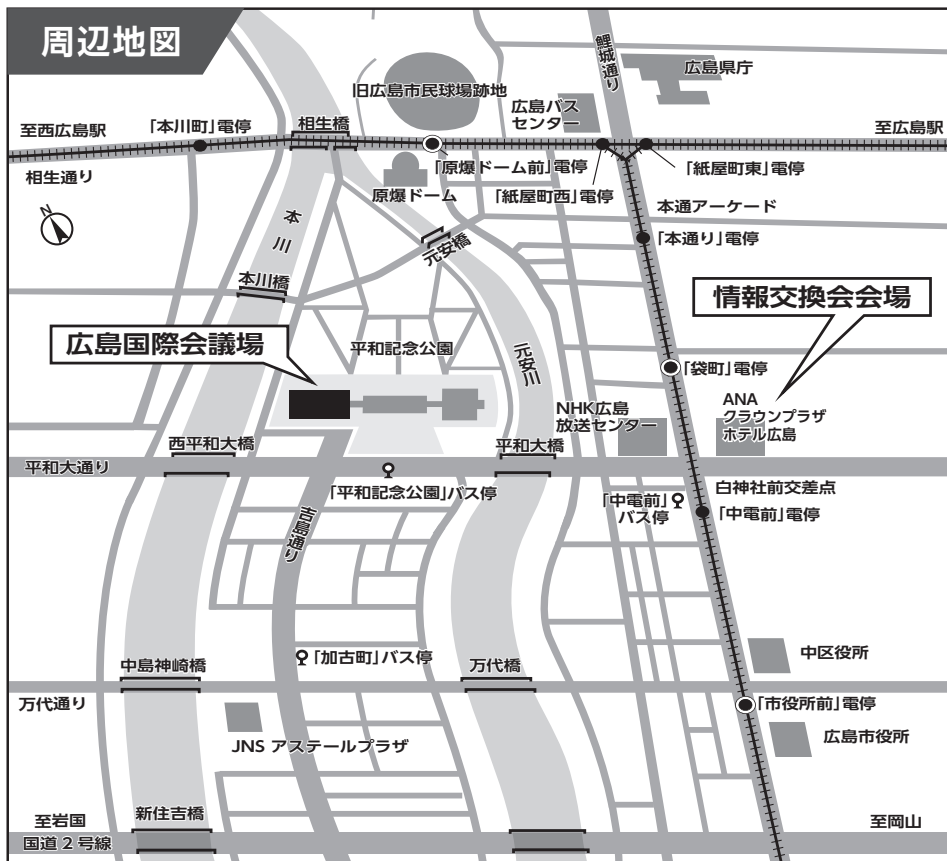 周辺地図
鯉城通り
広島県庁
旧広島市民球場跡地
広島バス
センター
至西広島駅
「本川町」電停
相生橋
至広島駅
相生通り
「原爆ドーム前」電停
「紙屋町西」電停
「紙屋町東」電停
原爆ドーム
本通アーケード
N
本川
元安橋
「本通り」電停
本川橋
情報交換会会場
広島国際会議場
平和記念公園
元安川
「袋町」電停
ANA
クラウンプラザ
ホテル広島
NHK広島
放送センター
西平和大橋
平和大橋
平和大通り
「平和記念公園」バス停
白神社前交差点
「中電前」
バス停
「中電前」電停
吉島通り
「加古町」バス停
中島神崎橋
万代橋
中区役所
万代通り
「市役所前」電停
JNS アステールプラザ
広島市役所
新住吉橋
至岩国
至岡山
国道2号線